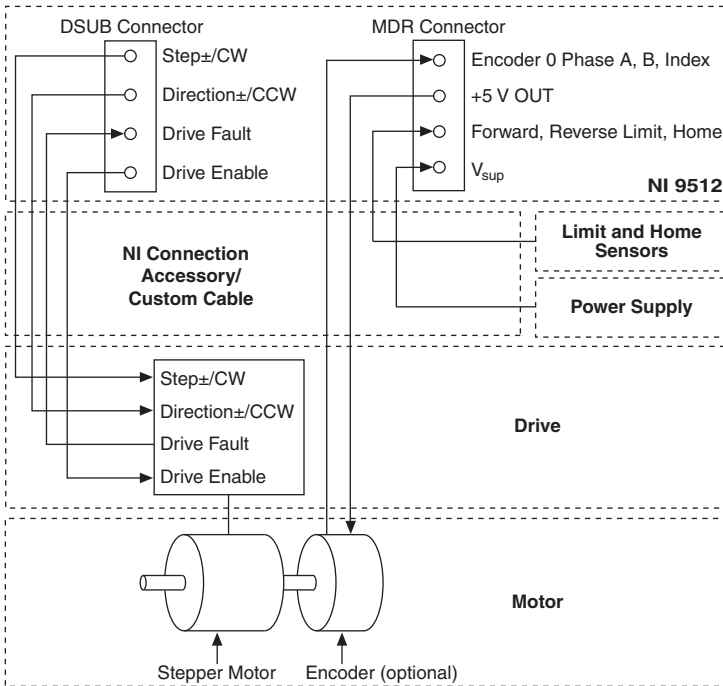 DSUB Connector
Step±/CW
Direction±/CCW
Drive Fault
Drive Enable
MDR Connector
Encoder 0 Phase A, B, Index
+5 V OUT
Forward, Reverse Limit, Home
Vsup
NI 9512
NI Connection
Accessory/
Custom Cable
Limit and Home
Sensors
Power Supply
Step±/CW
Direction±/CCW
Drive Fault
Drive Enable
Drive
Motor
Stepper Motor
Encoder (optional)